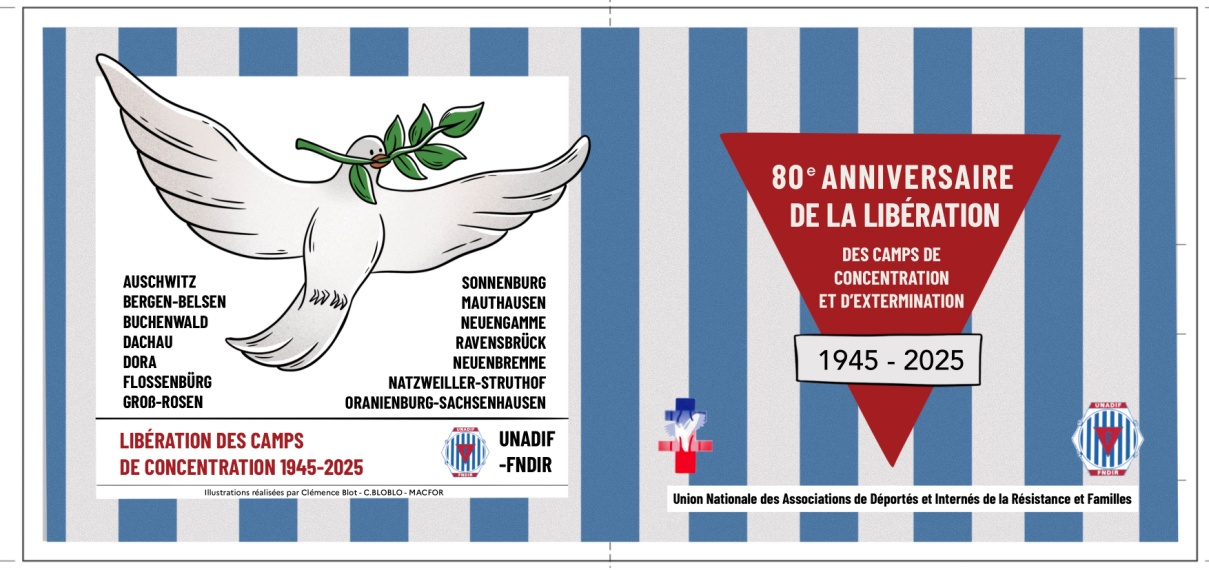 AUSCHWITZ
BERGEN-BELSEN
BUCHENWALD
DACHAU
DORA
FLOSSENBÜRG
GROß-ROSEN
SONNENBURG
MAUTHAUSEN
NEUENGAMME
RAVENSBRÜCK
NEUENBREMME
NATZWEILLER-STRUTHOF
ORANIENBURG-SACHSENHAUSEN
LIBÉRATION DES CAMPS
DE CONCENTRATION 1945-2025
UNADIF
FNDIR
UNADIF
-FNDIR
Illustrations réalisées par Clémence Blot - C.BLOBLO - MACFOR
80e ANNIVERSAIRE
DE LA LIBÉRATION
DES CAMPS DE
CONCENTRATION
ET D'EXTERMINATION
1945 - 2025
UNADIF
FNDIR
Union Nationale des Associations de Déportés et Internés de la Résistance et Familles